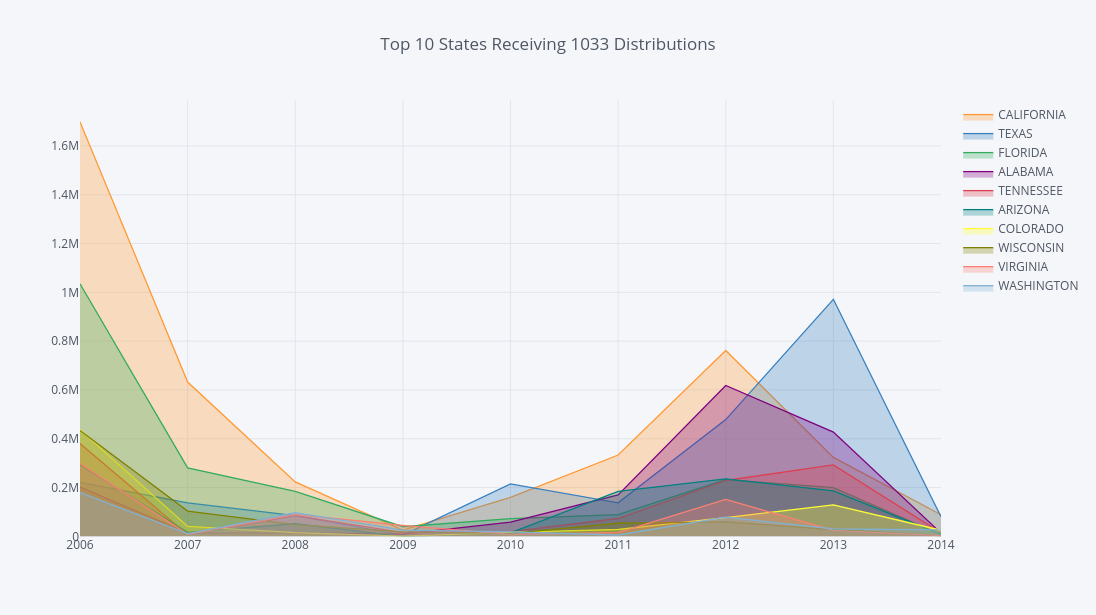 Top 10 States Receiving 1033 Distributions
1.6M
1.4M
1.2M
1M
0.8M
0.6M
0.4M
0.2M
0
2006 2007 2008 2009 2010 2011 2012 2013 2014
CALIFORNIA
TEXAS
FLORIDA
ALABAMA
TENNESSEE
ARIZONA
COLORADO
WISCONSIN
VIRGINIA
WASHINGTON